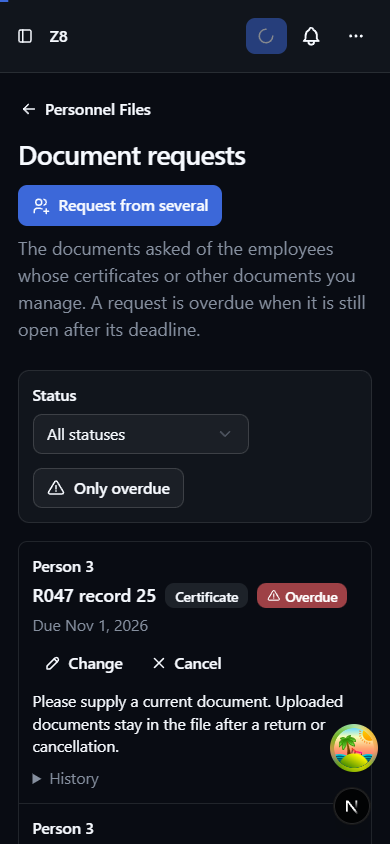 Z8
Personnel Files
Document requests
Request from several
The documents asked of the employees
whose certificates or other documents you
manage. A request is overdue when it is still
open after its deadline.
Status
All statuses
Only overdue
Person 3
R047 record 25 Certificate Overdue
Due Nov 1, 2026
Change Cancel
Please supply a current document. Uploaded
documents stay in the file after a return or
cancellation.
History
N
Person 3